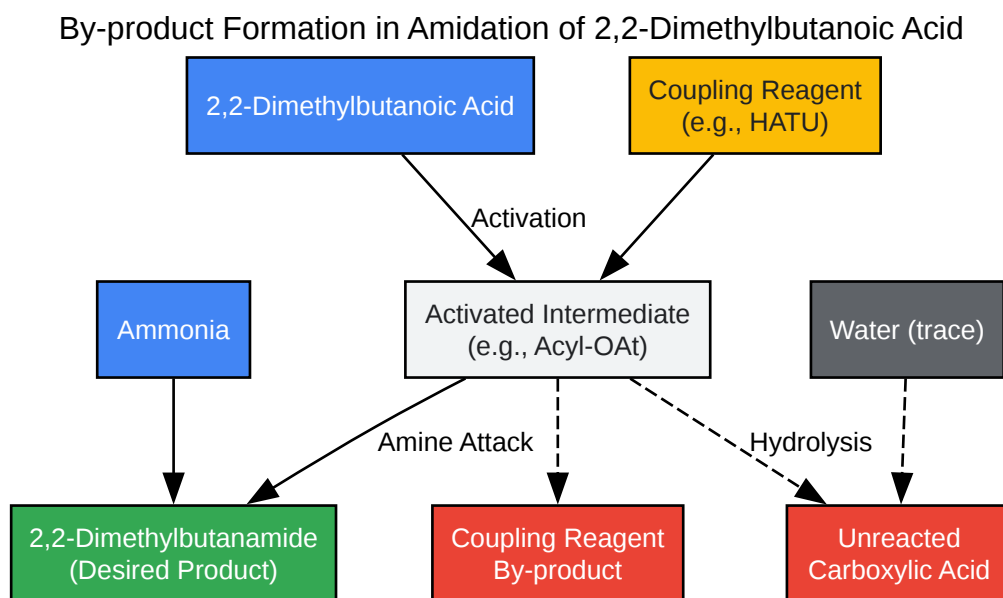 By-product Formation in Amidation of 2,2-Dimethylbutanoic Acid
2,2-Dimethylbutanoic Acid
Coupling Reagent
(e.g., HATU)
Activation
Ammonia
Activated Intermediate
(e.g., Acyl-OAt)
Water (trace)
Amine Attack
Hydrolysis
2,2-Dimethylbutanamide
(Desired Product)
Coupling Reagent
By-product
Unreacted
Carboxylic Acid